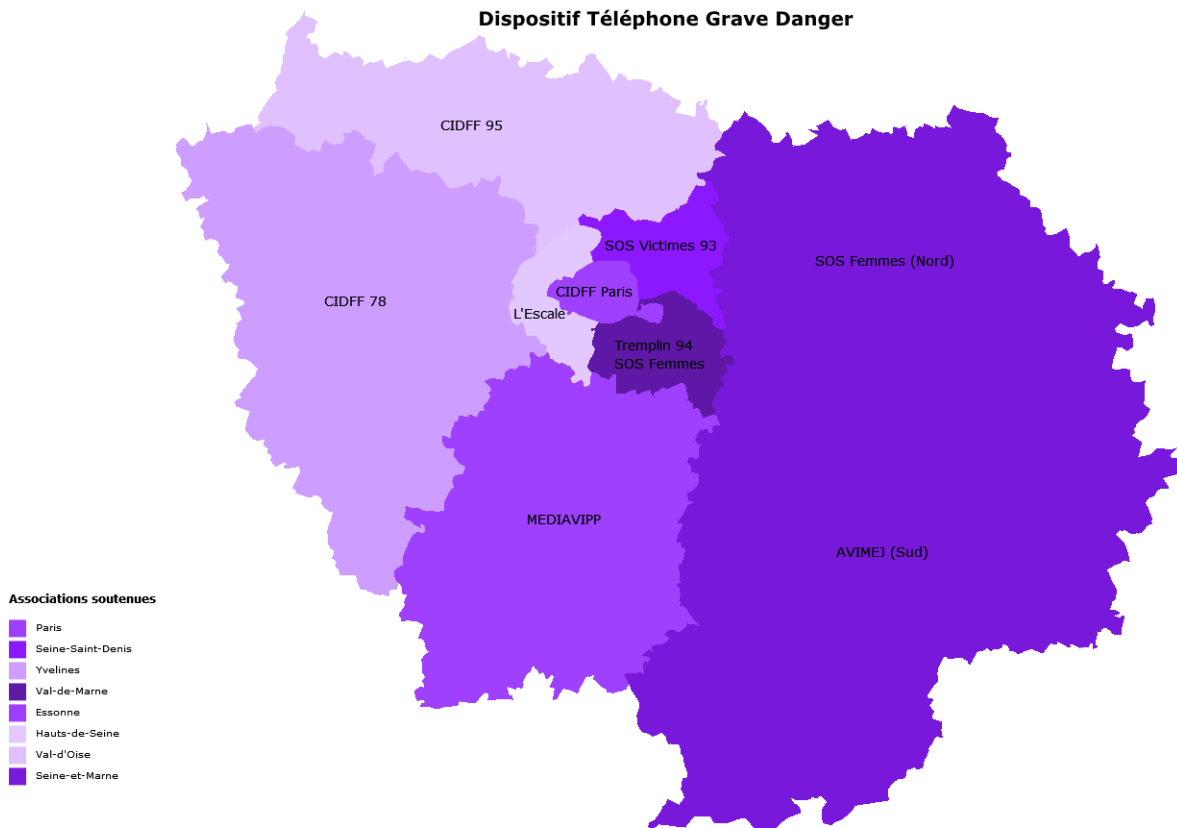 Dispositif Téléphone Grave Danger
CIDFF 95
SOS Victimes 93
SOS Femmes (Nord)
CIDFF Paris
CIDFF 78
L'Escale
Tremplin 94
SOS Femmes
MEDIAVIPP
AVIMEJ (Sud)
Associations soutenues
Paris
Seine-Saint-Denis
Yvelines
Val-de-Marne
Essonne
Hauts-de-Seine
Val-d'Oise
Seine-et-Marne